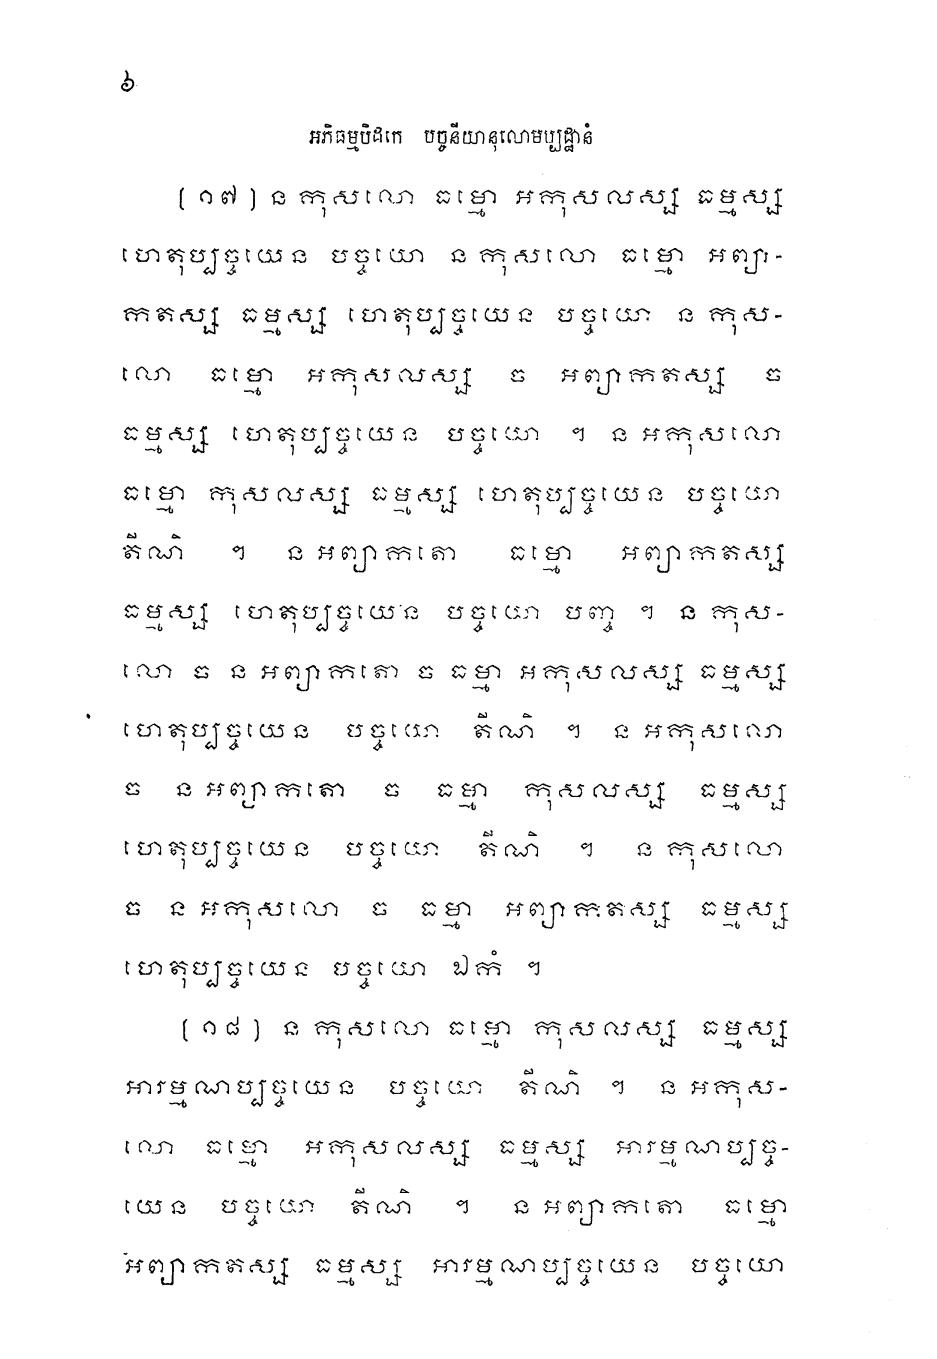 ៦
អភិធម្មបិដកេ បច្ចនីយានុលោមប្បដ្ឋានំ
(១៧) ន កុសលោ ធម្មោ អកុសលស្ស ធម្មស្ស
ហេតុប្បច្ចយេន បច្ចយោ ន កុសលោ ធម្មោ អព្យា-
កតស្ស ធម្មស្ស ហេតុប្បច្ចយេន បច្ចយោ ន កុស-
លោ ធម្មោ អកុសលស្ស ច អព្យាកតស្ស ច
ធម្មស្ស ហេតុប្បច្ចយេន បច្ចយោ ។ ន អកុសលោ
ធម្មោ កុសលស្ស ធម្មស្ស ហេតុប្បច្ចយេន បច្ចយោ
តីណិ ។ ន អព្យាកតោ ធម្មោ អព្យាកតស្ស
ធម្មស្ស ហេតុប្បច្ចយេន បច្ចយោ បញ្ច ។ ន កុស-
លោ ច ន អព្យាកតោ ច ធម្មា អកុសលស្ស ធម្មស្ស
ហេតុប្បច្ចយេន បច្ចយោ តីណិ ។ ន អកុសលោ
ច ន អព្យាកតោ ច ធម្មា កុសលស្ស ធម្មស្ស
ហេតុប្បច្ចយេន បច្ចយោ តីណិ ។ ន កុសលោ
ច ន អកុសលោ ច ធម្មា អព្យាកតស្ស ធម្មស្ស
ហេតុប្បច្ចយេន បច្ចយោ ឯកំ ។
(១៨) ន កុសលោ ធម្មោ កុសលស្ស ធម្មស្ស
អារម្មណប្បច្ចយេន បច្ចយោ តីណិ ។ ន អកុស-
លោ ធម្មោ អកុសលស្ស ធម្មស្ស អារម្មណប្បច្ច-
យេន បច្ចយោ តីណិ ។ ន អព្យាកតោ ធម្មោ
អព្យាកតស្ស ធម្មស្ស អារម្មណប្បច្ចយេន បច្ចយោ